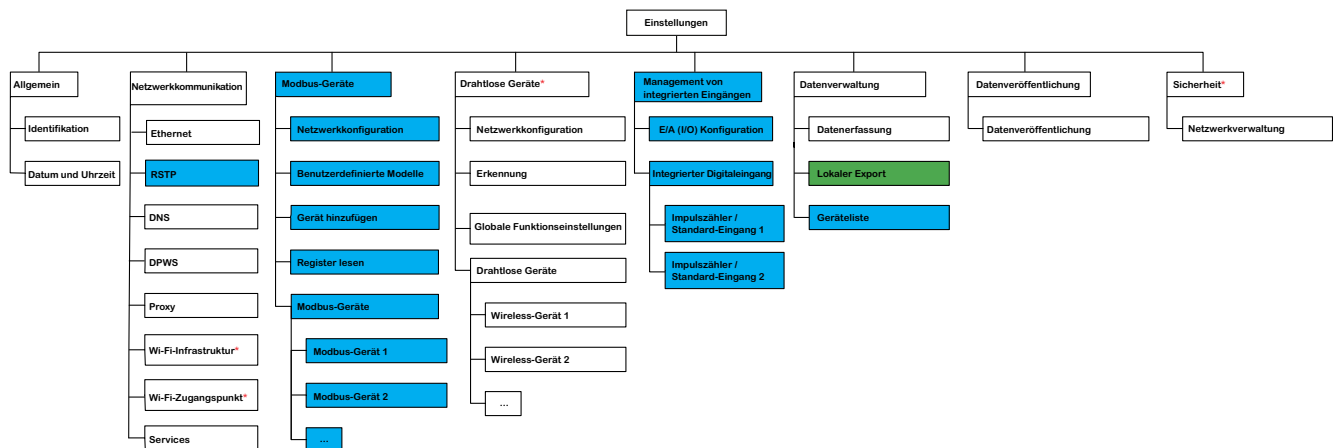 Einstellungen
Allgemein
Identifikation
Datum und Uhrzeit
Netzwerkkommunikation
Ethernet
RSTP
DNS
DPWS
Proxy
Wi-Fi-Infrastruktur*
Wi-Fi-Zugangspunkt*
Services
Modbus-Geräte
Netzwerkkonfiguration
Benutzerdefinierte Modelle
Gerät hinzufügen
Register lesen
Modbus-Geräte
Modbus-Gerät 1
Modbus-Gerät 2
...
Drahtlose Geräte*
Netzwerkkonfiguration
Erkennung
Globale Funktionseinstellungen
Drahtlose Geräte
Wireless-Gerät 1
Wireless-Gerät 2
...
Management von
integrierten Eingängen
E/A (I/O) Konfiguration
Integrierter Digitaleingang
Impulszähler /
Standard-Eingang 1
Impulszähler /
Standard-Eingang 2
Datenverwaltung
Datenerfassung
Lokaler Export
Geräteliste
Datenveröffentlichung
Datenveröffentlichung
Sicherheit*
Netzwerkverwaltung